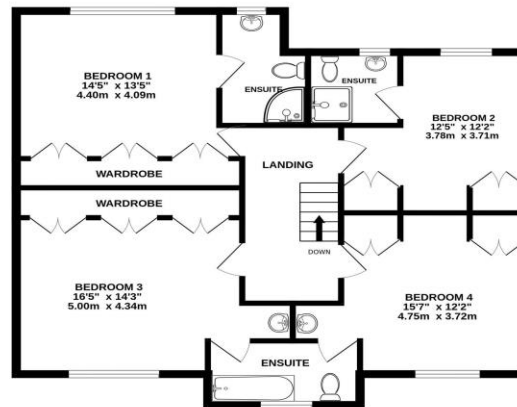 BEDROOM 1
14'5" x 13'5"
4.40m x 4.09m
ENSUITE
ENSUITE
BEDROOM 2
12'5" x 12'2"
3.78m x 3.71m
WARDROBE
LANDING
WARDROBE
DOWN
BEDROOM 3
16'5" x 14'3"
5.00m x 4.34m
BEDROOM 4
15'7" x 12'2"
4.75m x 3.72m
ENSUITE